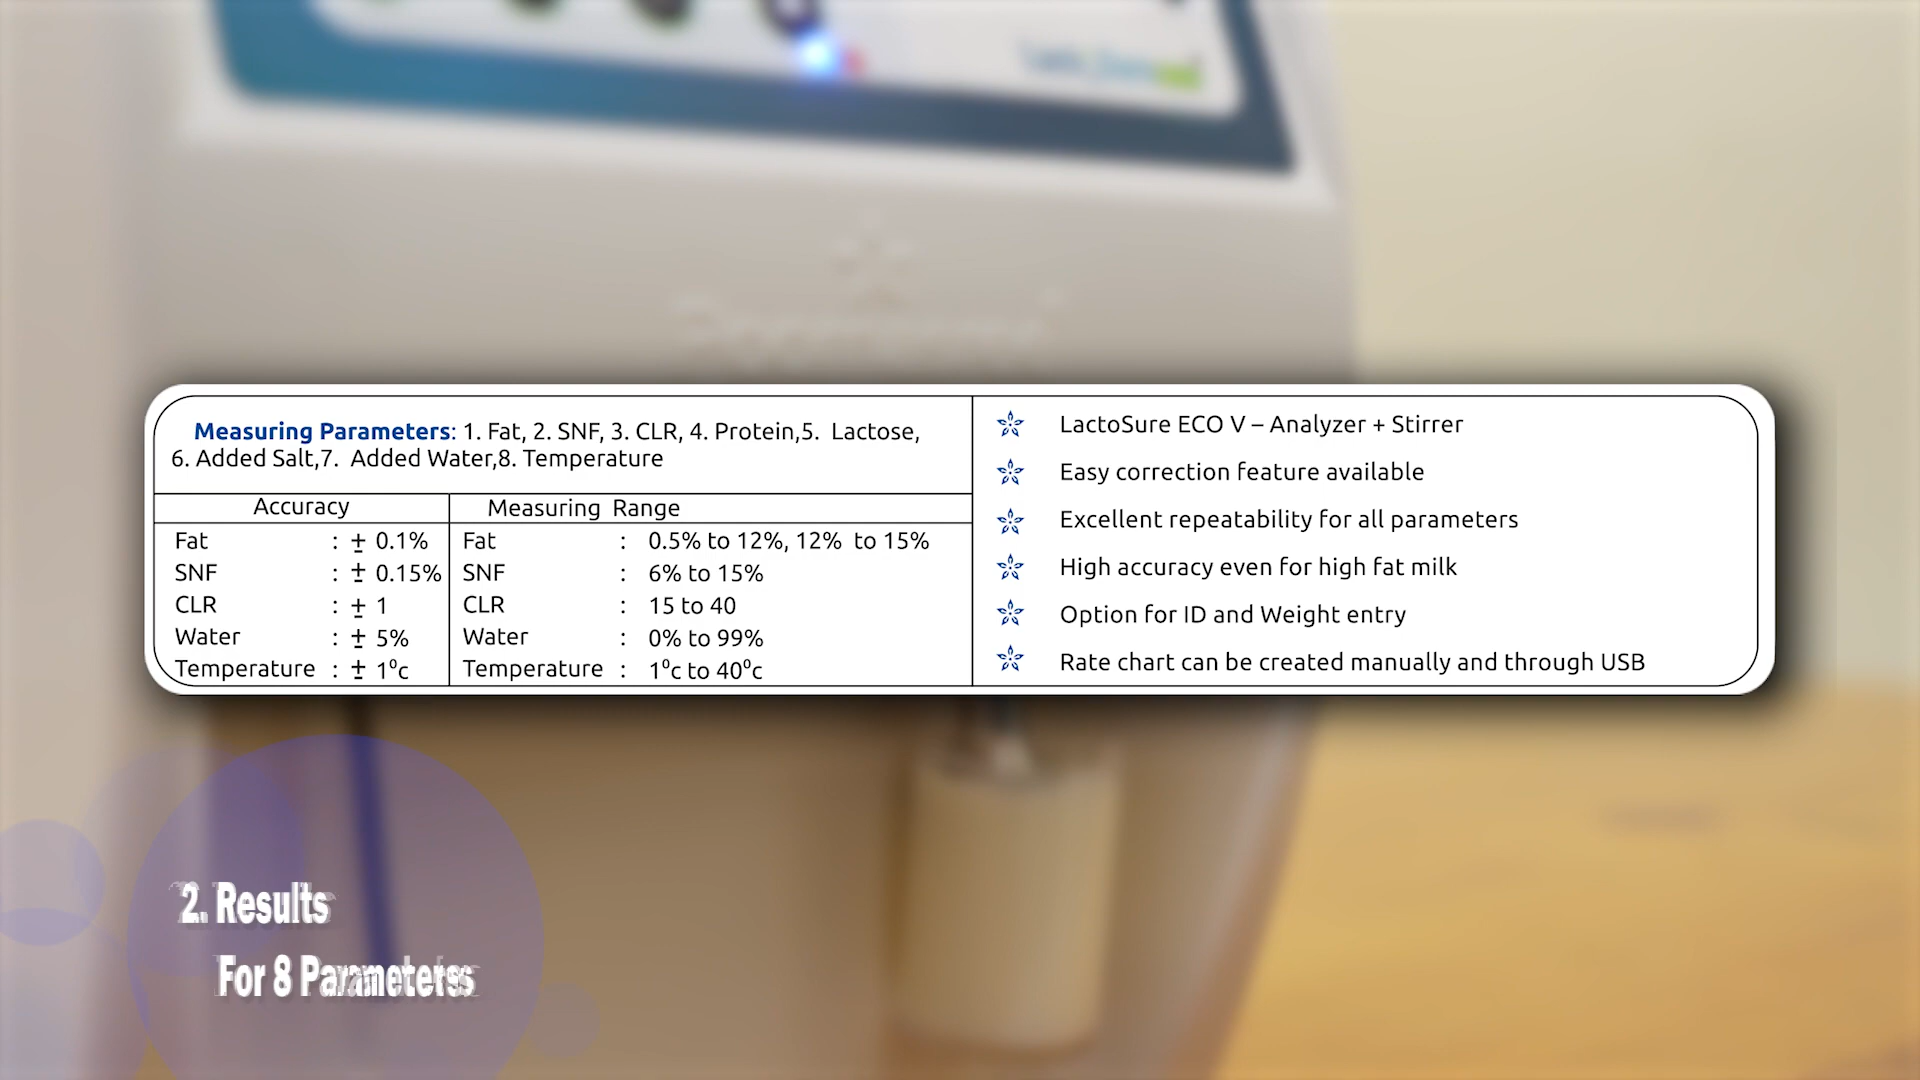 Measuring Parameters: 1. Fat, 2. SNF, 3. CLR, 4. Protein,5. Lactose,
6. Added Salt,7. Added Water,8. Temperature
Accuracy
Fat : ± 0.1%
SNF : ± 0.15%
CLR : ± 1
Water : ± 5%
Temperature : ± 1⁰c
Measuring Range
Fat : 0.5% to 12%, 12% to 15%
SNF : 6% to 15%
CLR : 15 to 40
Water : 0% to 99%
Temperature : 1⁰c to 40⁰c
LactoSure ECO V – Analyzer + Stirrer
Easy correction feature available
Excellent repeatability for all parameters
High accuracy even for high fat milk
Option for ID and Weight entry
Rate chart can be created manually and through USB
2. Results
For 8 Parameters